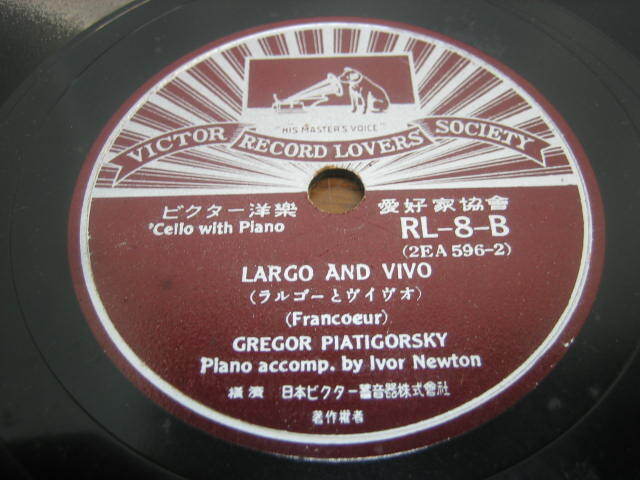 "HIS MASTER'S VOICE"
VICTOR RECORD LOVERS SOCIETY
ビクター洋樂 愛好家協會
'Cello with Piano RL-8-B
(2EA 596-2)
LARGO AND VIVO
(ラルゴーとヴイヴオ)
(Francoeur)
GREGOR PIATIGORSKY
Piano accomp. by Ivor Newton
橫濱 日本ビクター蓄音器株式會社
著作權者